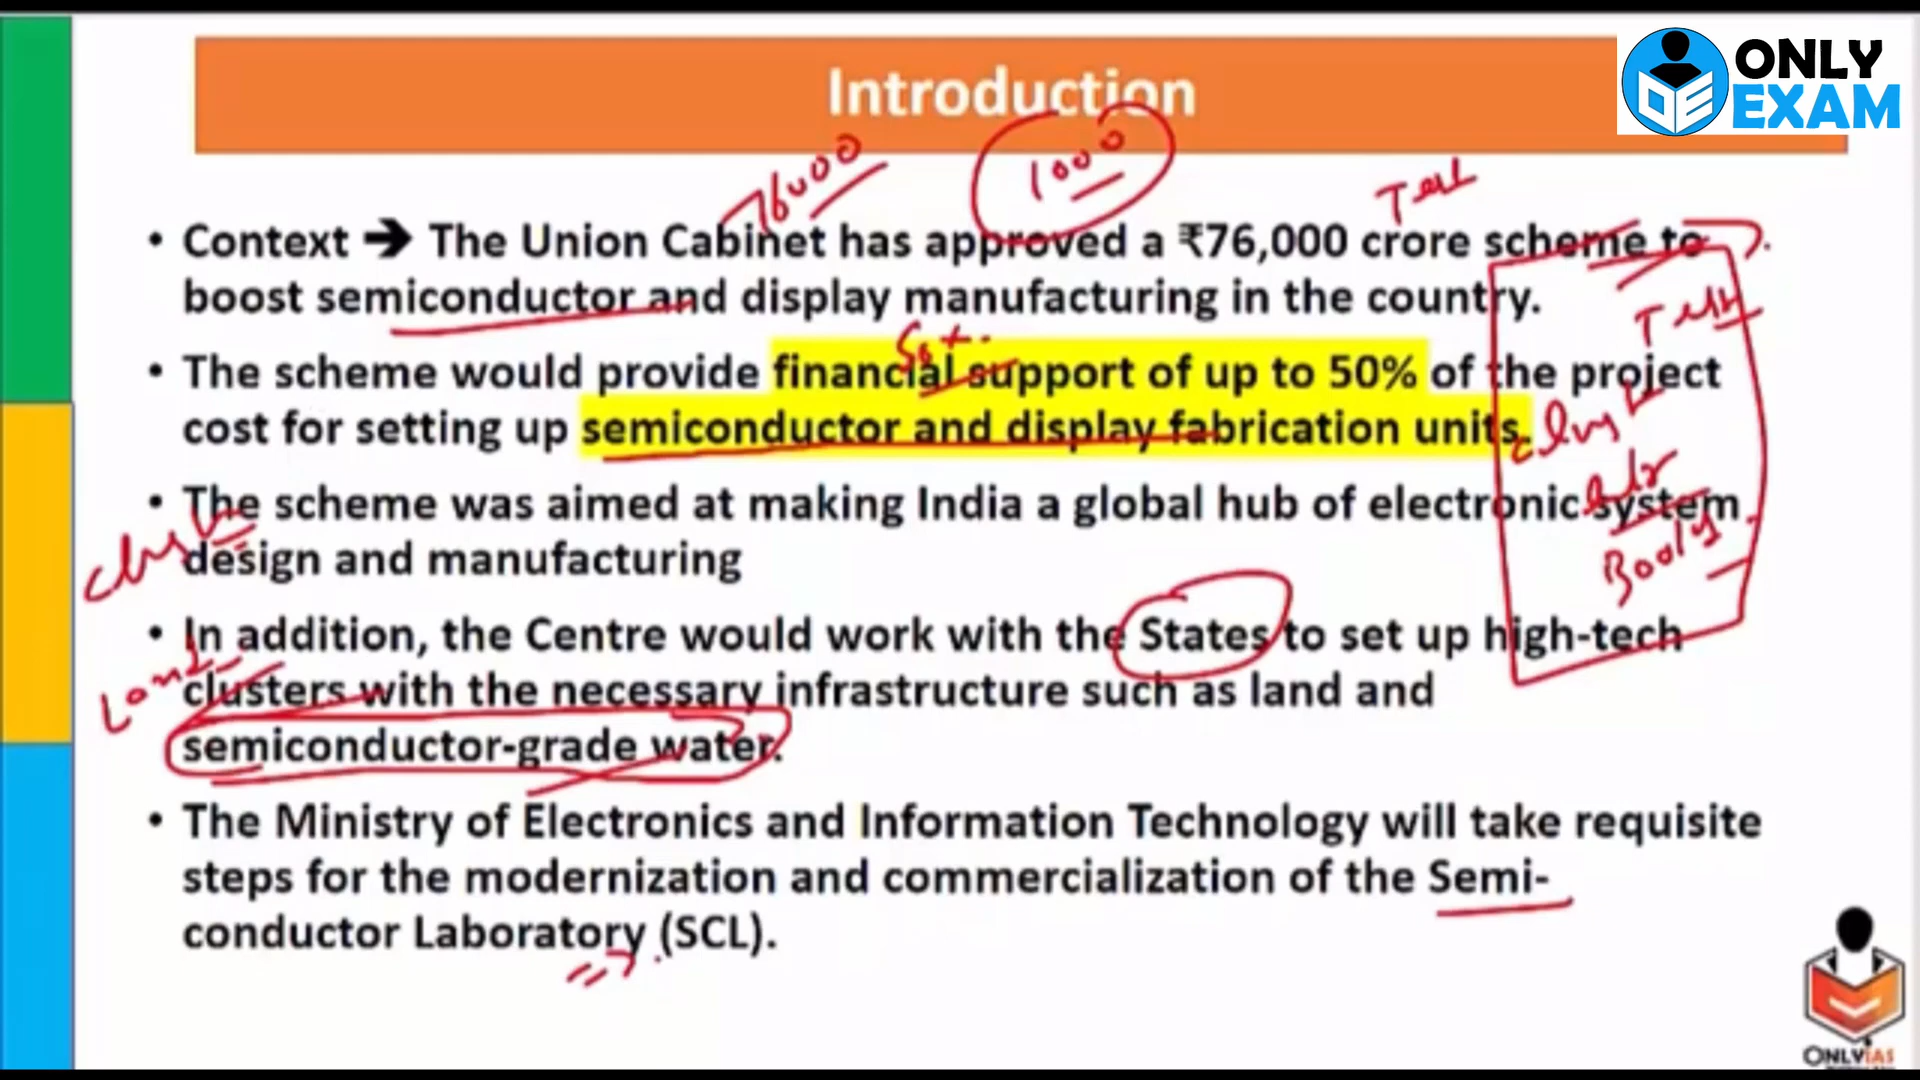 Introduction
ONLY
EXAM
76000
1000
Test
• Context → The Union Cabinet has approved a ₹76,000 crore scheme to
boost semiconductor and display manufacturing in the country.
• The scheme would provide financial support of up to 50% of the project
cost for setting up semiconductor and display fabrication units.
• The scheme was aimed at making India a global hub of electronic system
design and manufacturing
• In addition, the Centre would work with the States to set up high-tech
clusters with the necessary infrastructure such as land and
semiconductor-grade water.
• The Ministry of Electronics and Information Technology will take requisite
steps for the modernization and commercialization of the Semi-
conductor Laboratory (SCL).
Land
ONLYIAS